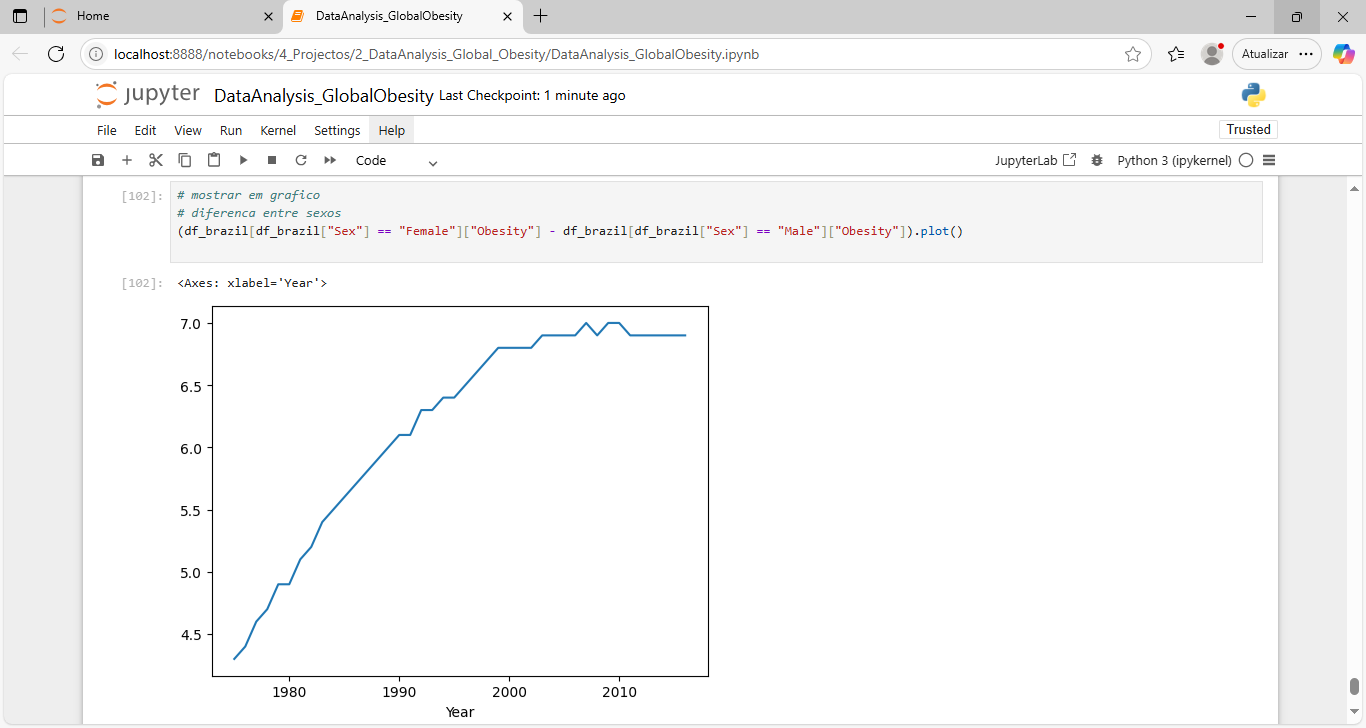 Home
DataAnalysis_GlobalObesity
localhost:8888/notebooks/4_Projectos/2_DataAnalysis_Global_Obesity/DataAnalysis_GlobalObesity.ipynb
Atualizar
jupyter DataAnalysis_GlobalObesity Last Checkpoint: 1 minute ago
File Edit View Run Kernel Settings Help
Trusted
Code
JupyterLab
Python 3 (ipykernel)
[102]:
# mostrar em grafico
# diferenca entre sexos
(df_brazil[df_brazil["Sex"] == "Female"]["Obesity"] - df_brazil[df_brazil["Sex"] == "Male"]["Obesity"]).plot()
[102]: <Axes: xlabel='Year'>
7.0
6.5
6.0
5.5
5.0
4.5
1980 1990 2000 2010
Year